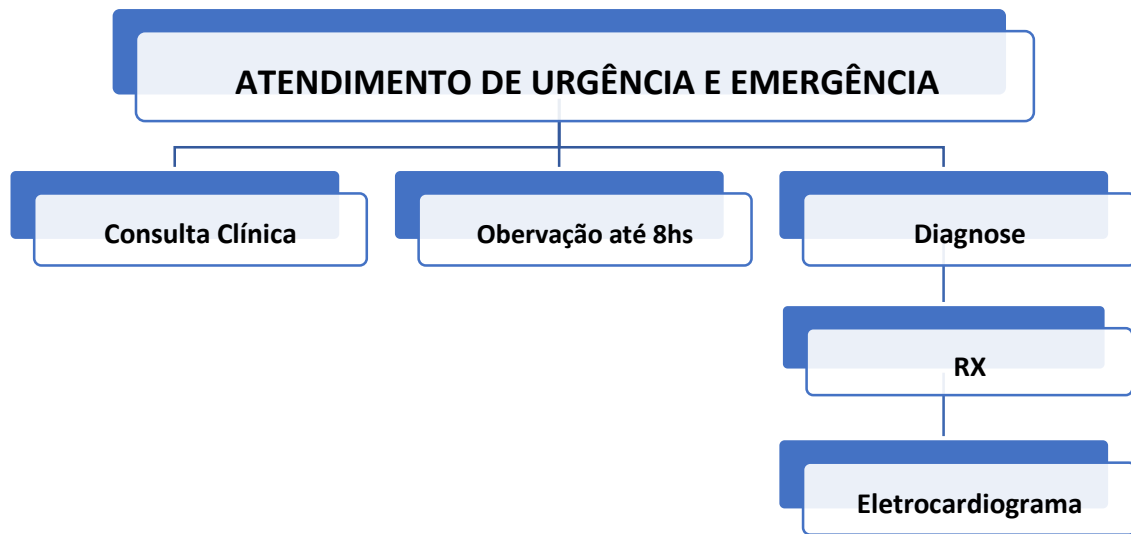 ATENDIMENTO DE URGÊNCIA E EMERGÊNCIA
Consulta Clínica
Obervação até 8hs
Diagnose
RX
Eletrocardiograma